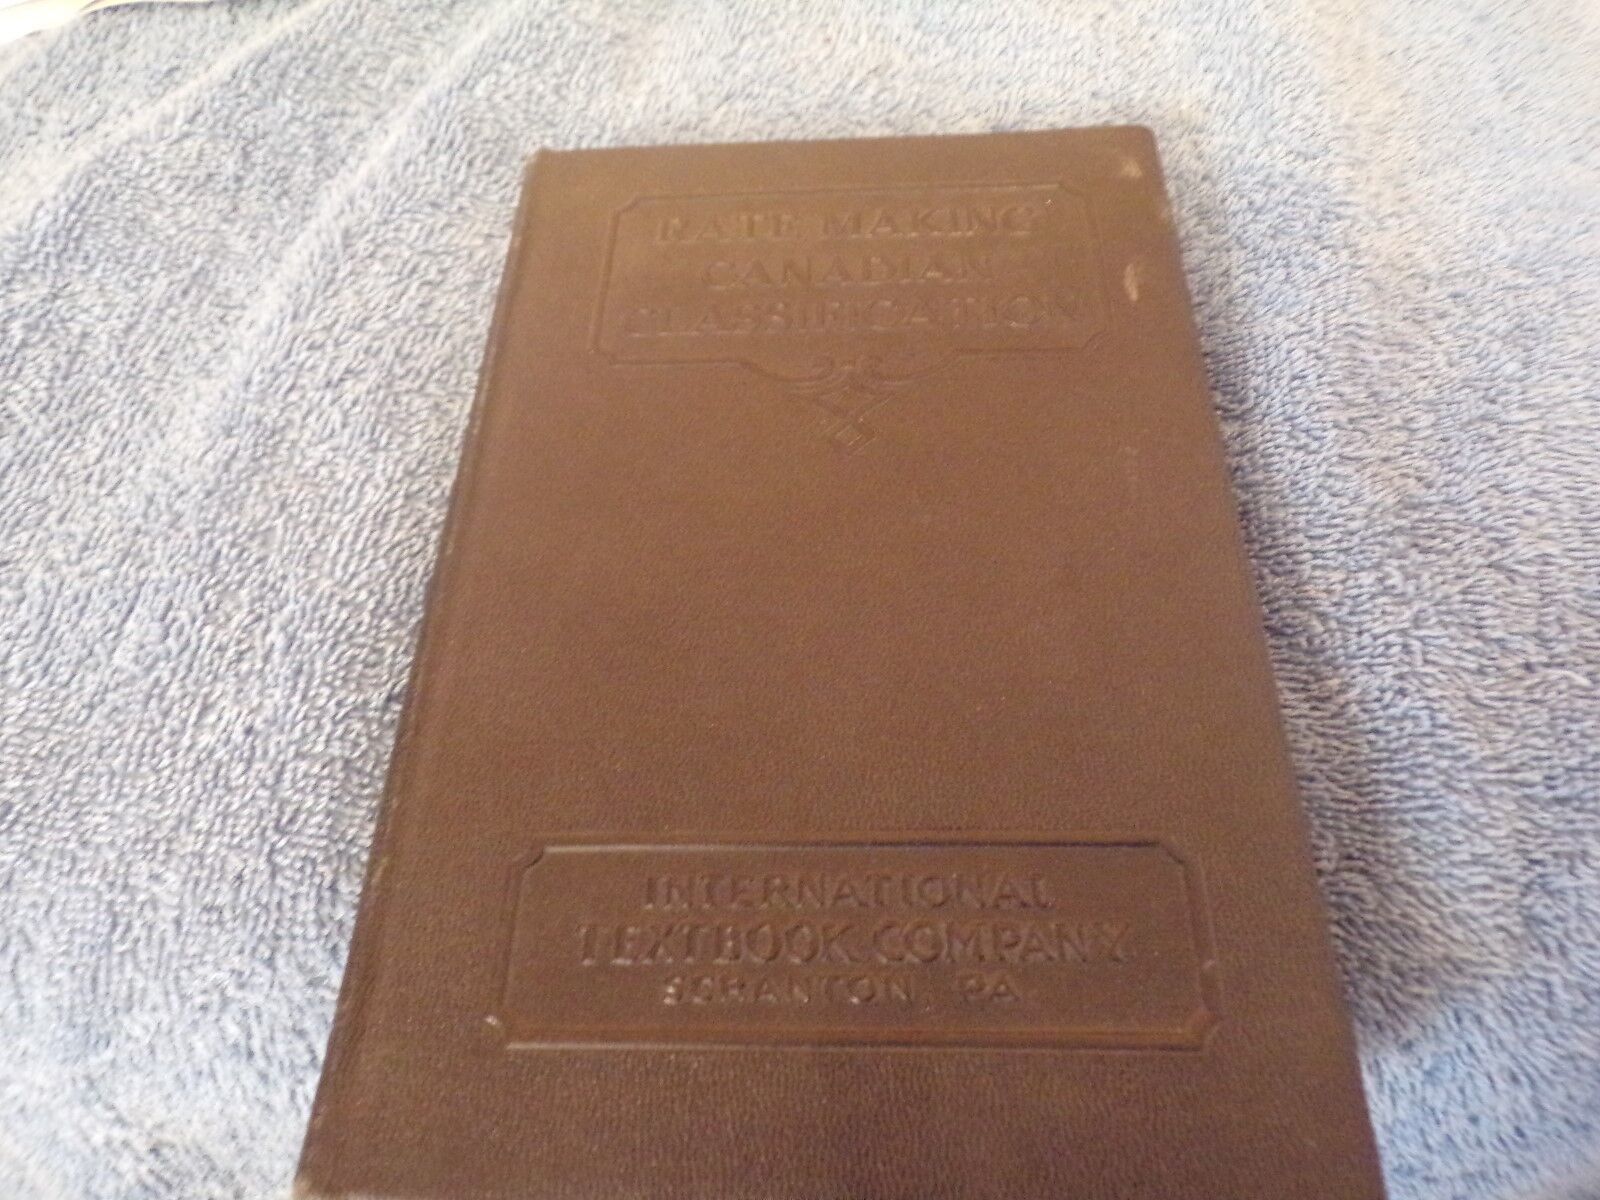 RATE MAKING
CANADIAN
CLASSIFICATION
INTERNATIONAL
TEXTBOOK COMPANY
SCRANTON, PA